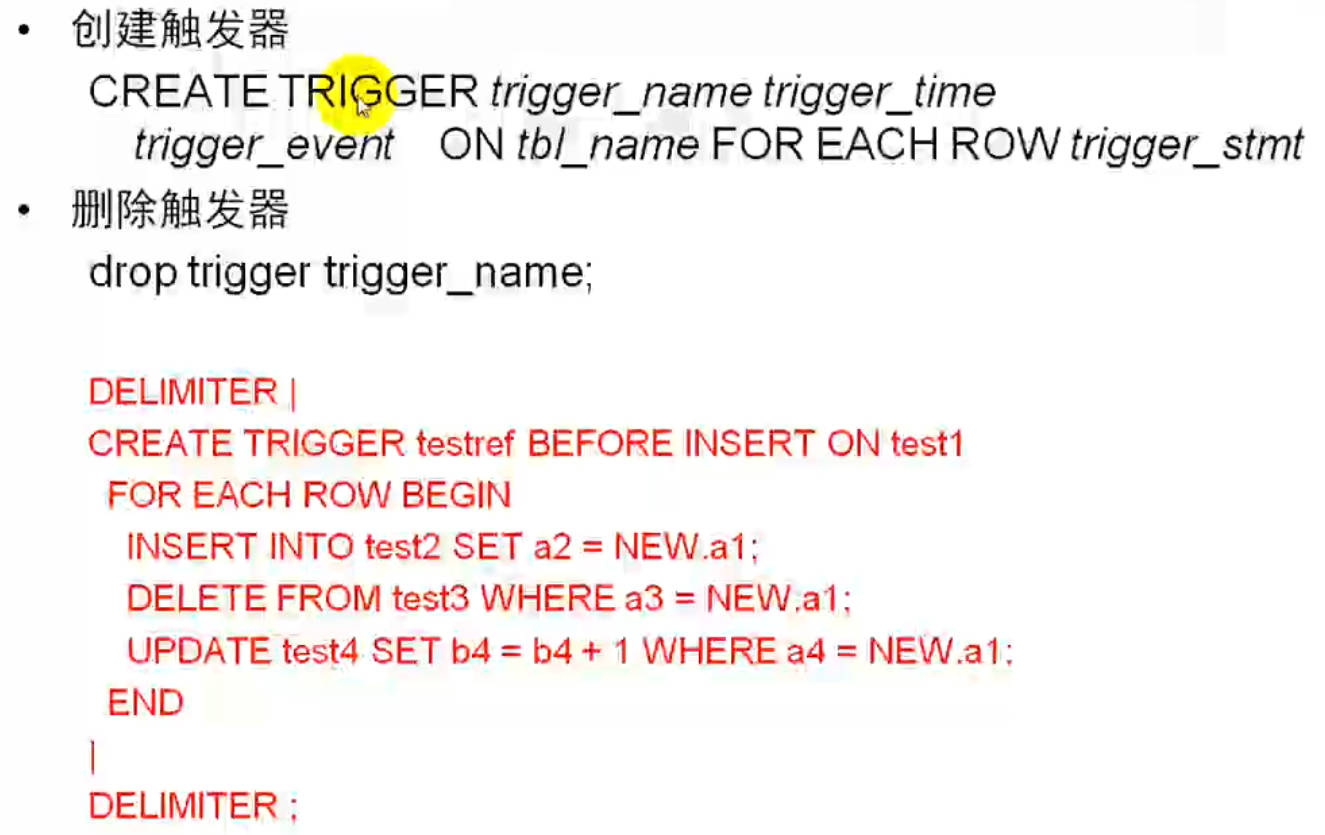 • 创建触发器
CREATE TRIGGER trigger_name trigger_time
trigger_event ON tbl_name FOR EACH ROW trigger_stmt
• 删除触发器
drop trigger trigger_name;
DELIMITER |
CREATE TRIGGER testref BEFORE INSERT ON test1
FOR EACH ROW BEGIN
INSERT INTO test2 SET a2 = NEW.a1;
DELETE FROM test3 WHERE a3 = NEW.a1;
UPDATE test4 SET b4 = b4 + 1 WHERE a4 = NEW.a1;
END
|
DELIMITER ;